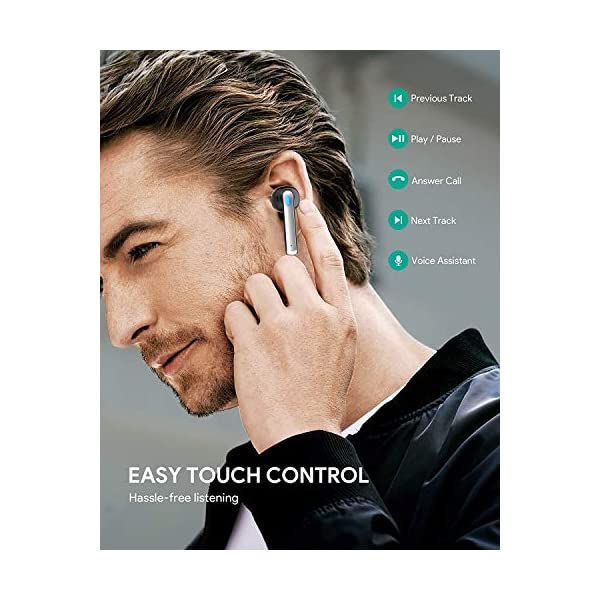 Previous Track
Play / Pause
Answer Call
Next Track
Voice Assistant
EASY TOUCH CONTROL
Hassle-free listening